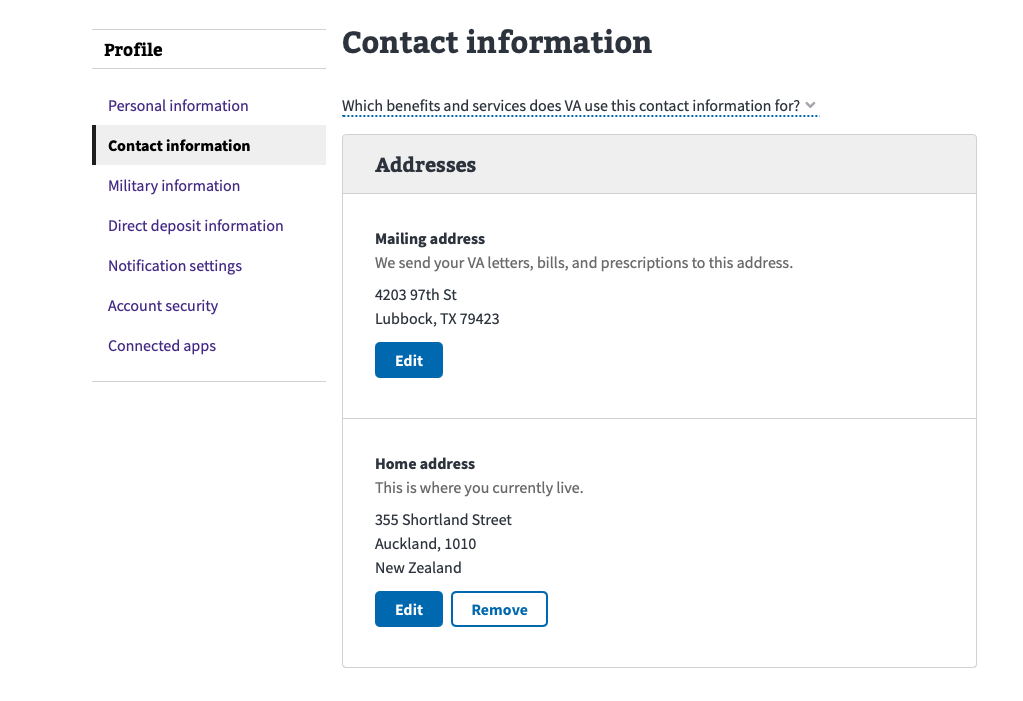 Profile
Personal information
Contact information
Military information
Direct deposit information
Notification settings
Account security
Connected apps
Contact information
Which benefits and services does VA use this contact information for?
Addresses
Mailing address
We send your VA letters, bills, and prescriptions to this address.
4203 97th St
Lubbock, TX 79423
Edit
Home address
This is where you currently live.
355 Shortland Street
Auckland, 1010
New Zealand
Edit
Remove